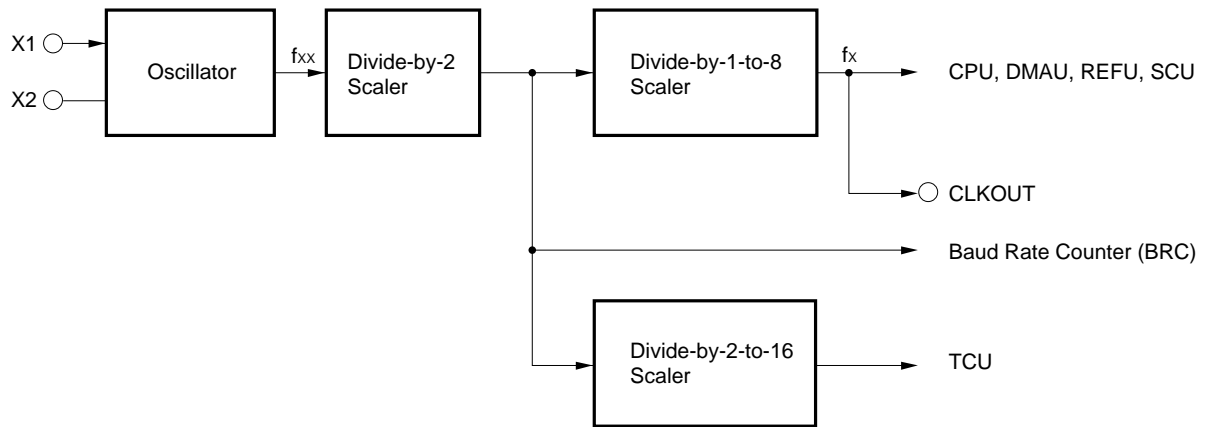 X1
X2
Oscillator
fXX
Divide-by-2
Scaler
Divide-by-1-to-8
Scaler
fX
CPU, DMAU, REFU, SCU
CLKOUT
Baud Rate Counter (BRC)
Divide-by-2-to-16
Scaler
TCU